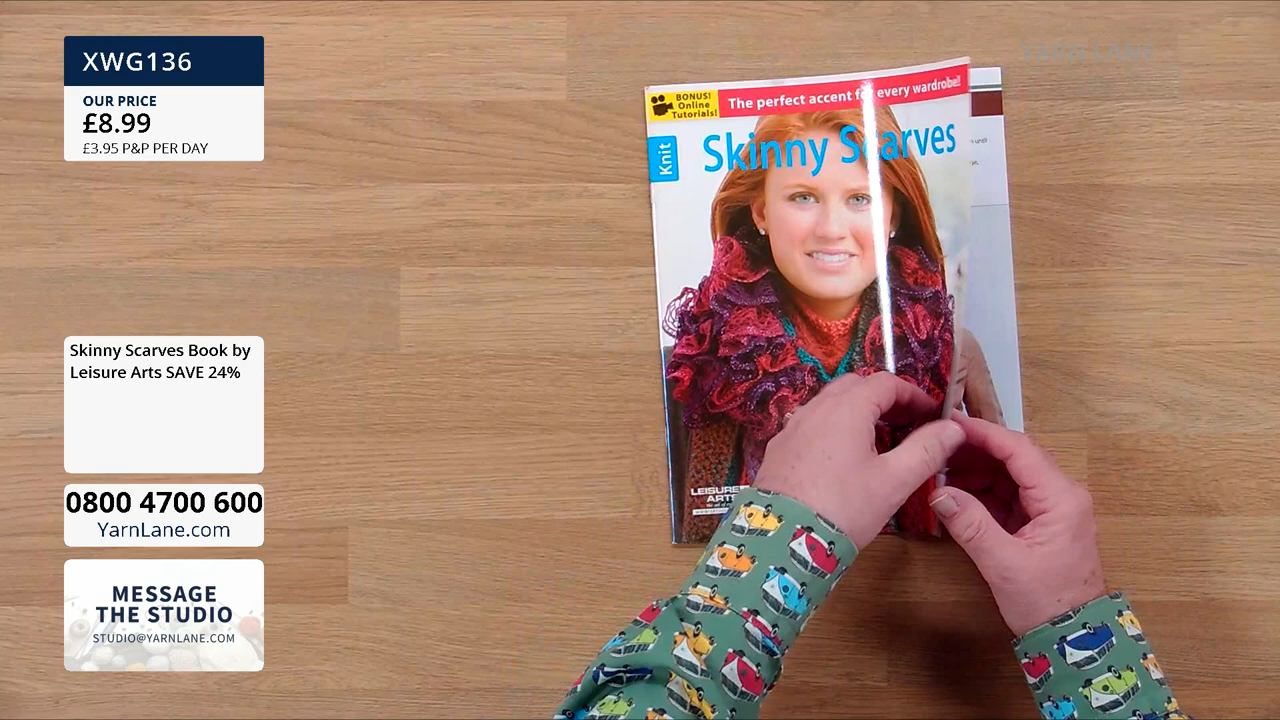 XWG136
OUR PRICE
£8.99
£3.95 P&P PER DAY
Skinny Scarves Book by
Leisure Arts SAVE 24%
0800 4700 600
YarnLane.com
MESSAGE
THE STUDIO
STUDIO@YARNLANE.COM
YARN LANE
BONUS!
Online
Tutorials!
The perfect accent for every wardrobe!
Knit
Skinny Scarves
LEISURE
ARTS